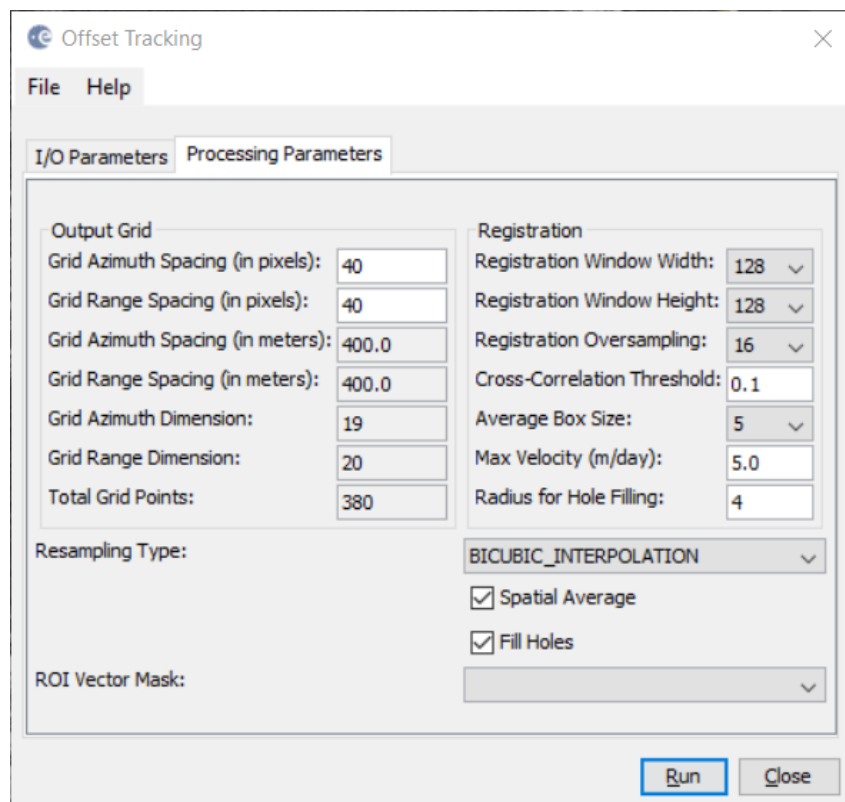 Offset Tracking
File Help
I/O Parameters Processing Parameters
Output Grid
Grid Azimuth Spacing (in pixels): 40
Grid Range Spacing (in pixels): 40
Grid Azimuth Spacing (in meters): 400.0
Grid Range Spacing (in meters): 400.0
Grid Azimuth Dimension: 19
Grid Range Dimension: 20
Total Grid Points: 380
Registration
Registration Window Width: 128
Registration Window Height: 128
Registration Oversampling: 16
Cross-Correlation Threshold: 0.1
Average Box Size: 5
Max Velocity (m/day): 5.0
Radius for Hole Filling: 4
Resampling Type: BICUBIC_INTERPOLATION
Spatial Average
Fill Holes
ROI Vector Mask:
Run Close